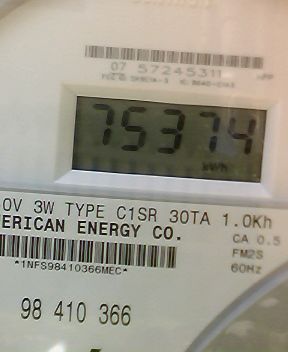 07 57245311
75374
kWh
0V 3W TYPE C1SR 30TA 1.0Kh
ERICAN ENERGY CO.
CA 0.5
FM2S
60Hz
*1NFS98410366MEC*
98 410 366